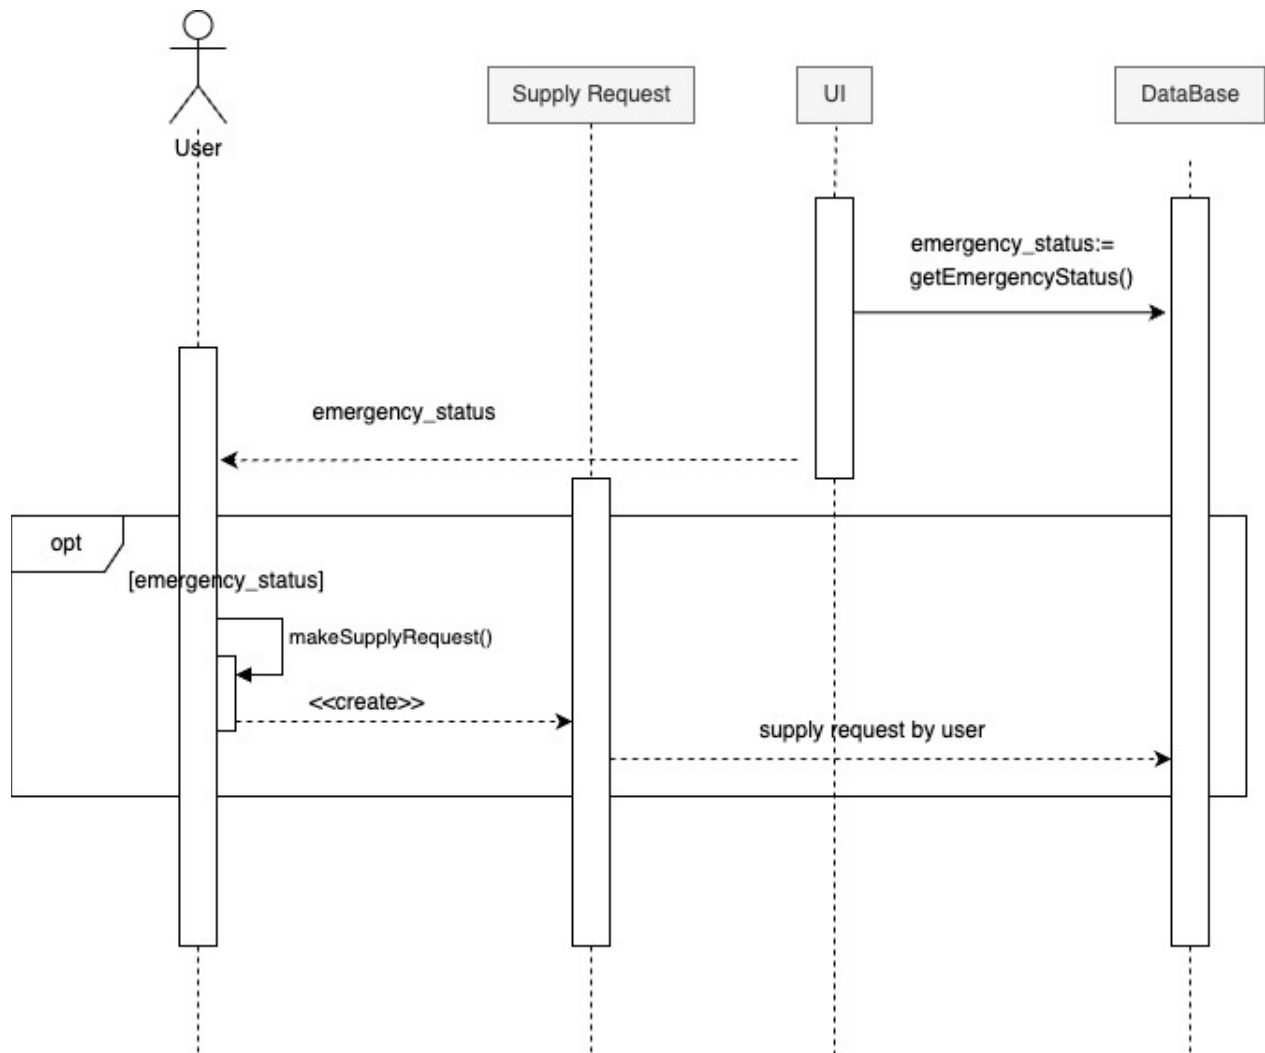 Supply Request
UI
DataBase
User
emergency_status:=
getEmergencyStatus()
emergency_status
opt
[emergency_status]
makeSupplyRequest()
<<create>>
supply request by user